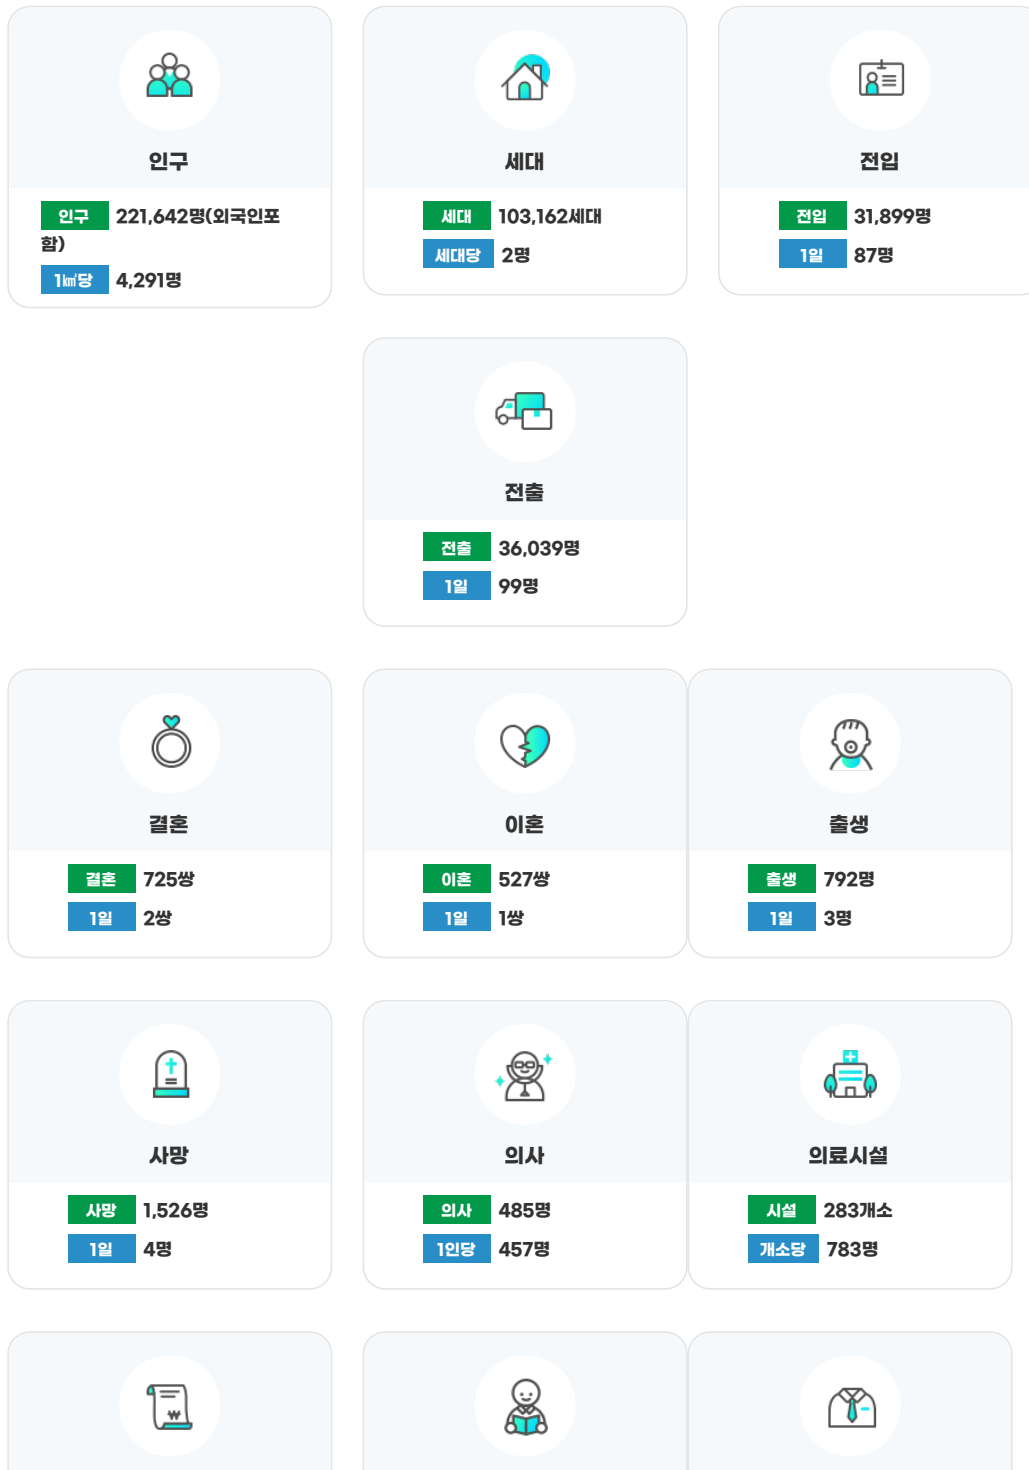 인구
인구 221,642명(외국인포
함)
1㎢당 4,291명
세대
세대 103,162세대
세대당 2명
전입
전입 31,899명
1일 87명
전출
전출 36,039명
1일 99명
결혼
결혼 725쌍
1일 2쌍
이혼
이혼 527쌍
1일 1쌍
출생
출생 792명
1일 3명
사망
사망 1,526명
1일 4명
의사
의사 485명
1인당 457명
의료시설
시설 283개소
개소당 783명
₩